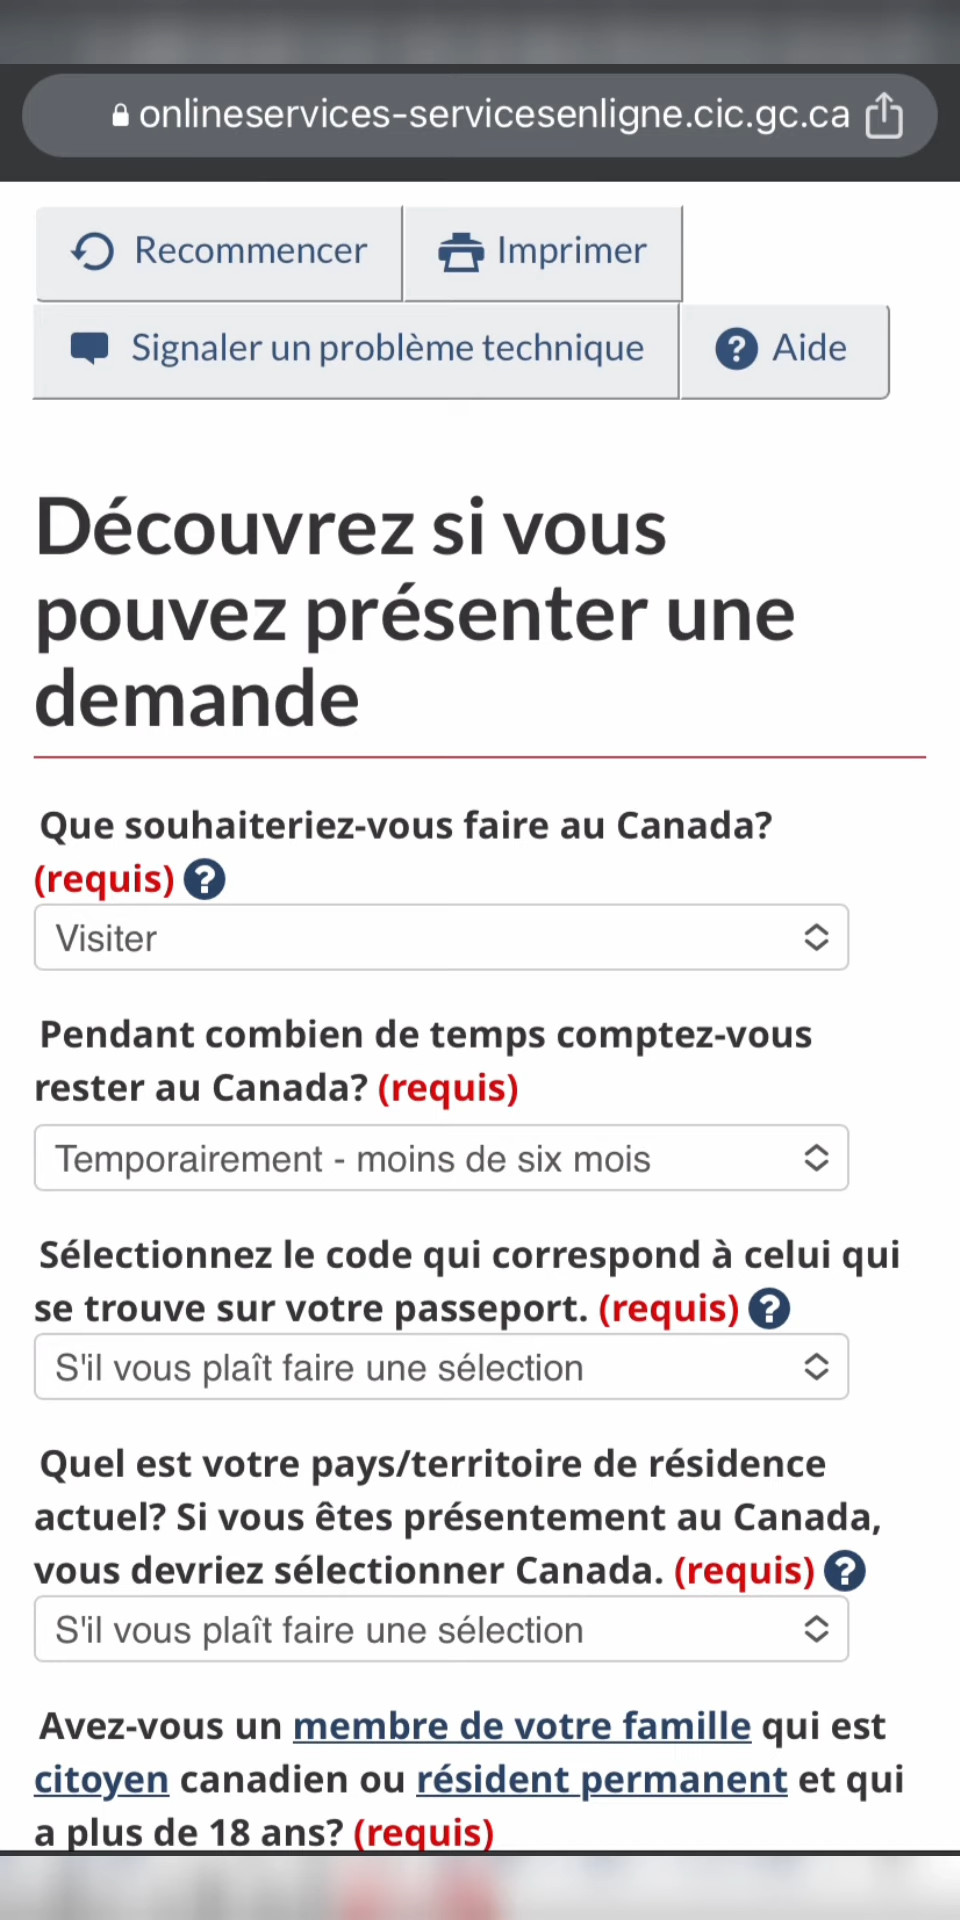 onlineservices-servicesenligne.cic.gc.ca
Recommencer
Imprimer
Signaler un problème technique
? Aide
Découvrez si vous
pouvez présenter une
demande
Que souhaiteriez-vous faire au Canada?
(requis) ?
Visiter
Pendant combien de temps comptez-vous
rester au Canada? (requis)
Temporairement - moins de six mois
Sélectionnez le code qui correspond à celui qui
se trouve sur votre passeport. (requis) ?
S'il vous plaît faire une sélection
Quel est votre pays/territoire de résidence
actuel? Si vous êtes présentement au Canada,
vous devriez sélectionner Canada. (requis) ?
S'il vous plaît faire une sélection
Avez-vous un membre de votre famille qui est
citoyen canadien ou résident permanent et qui
a plus de 18 ans? (requis)